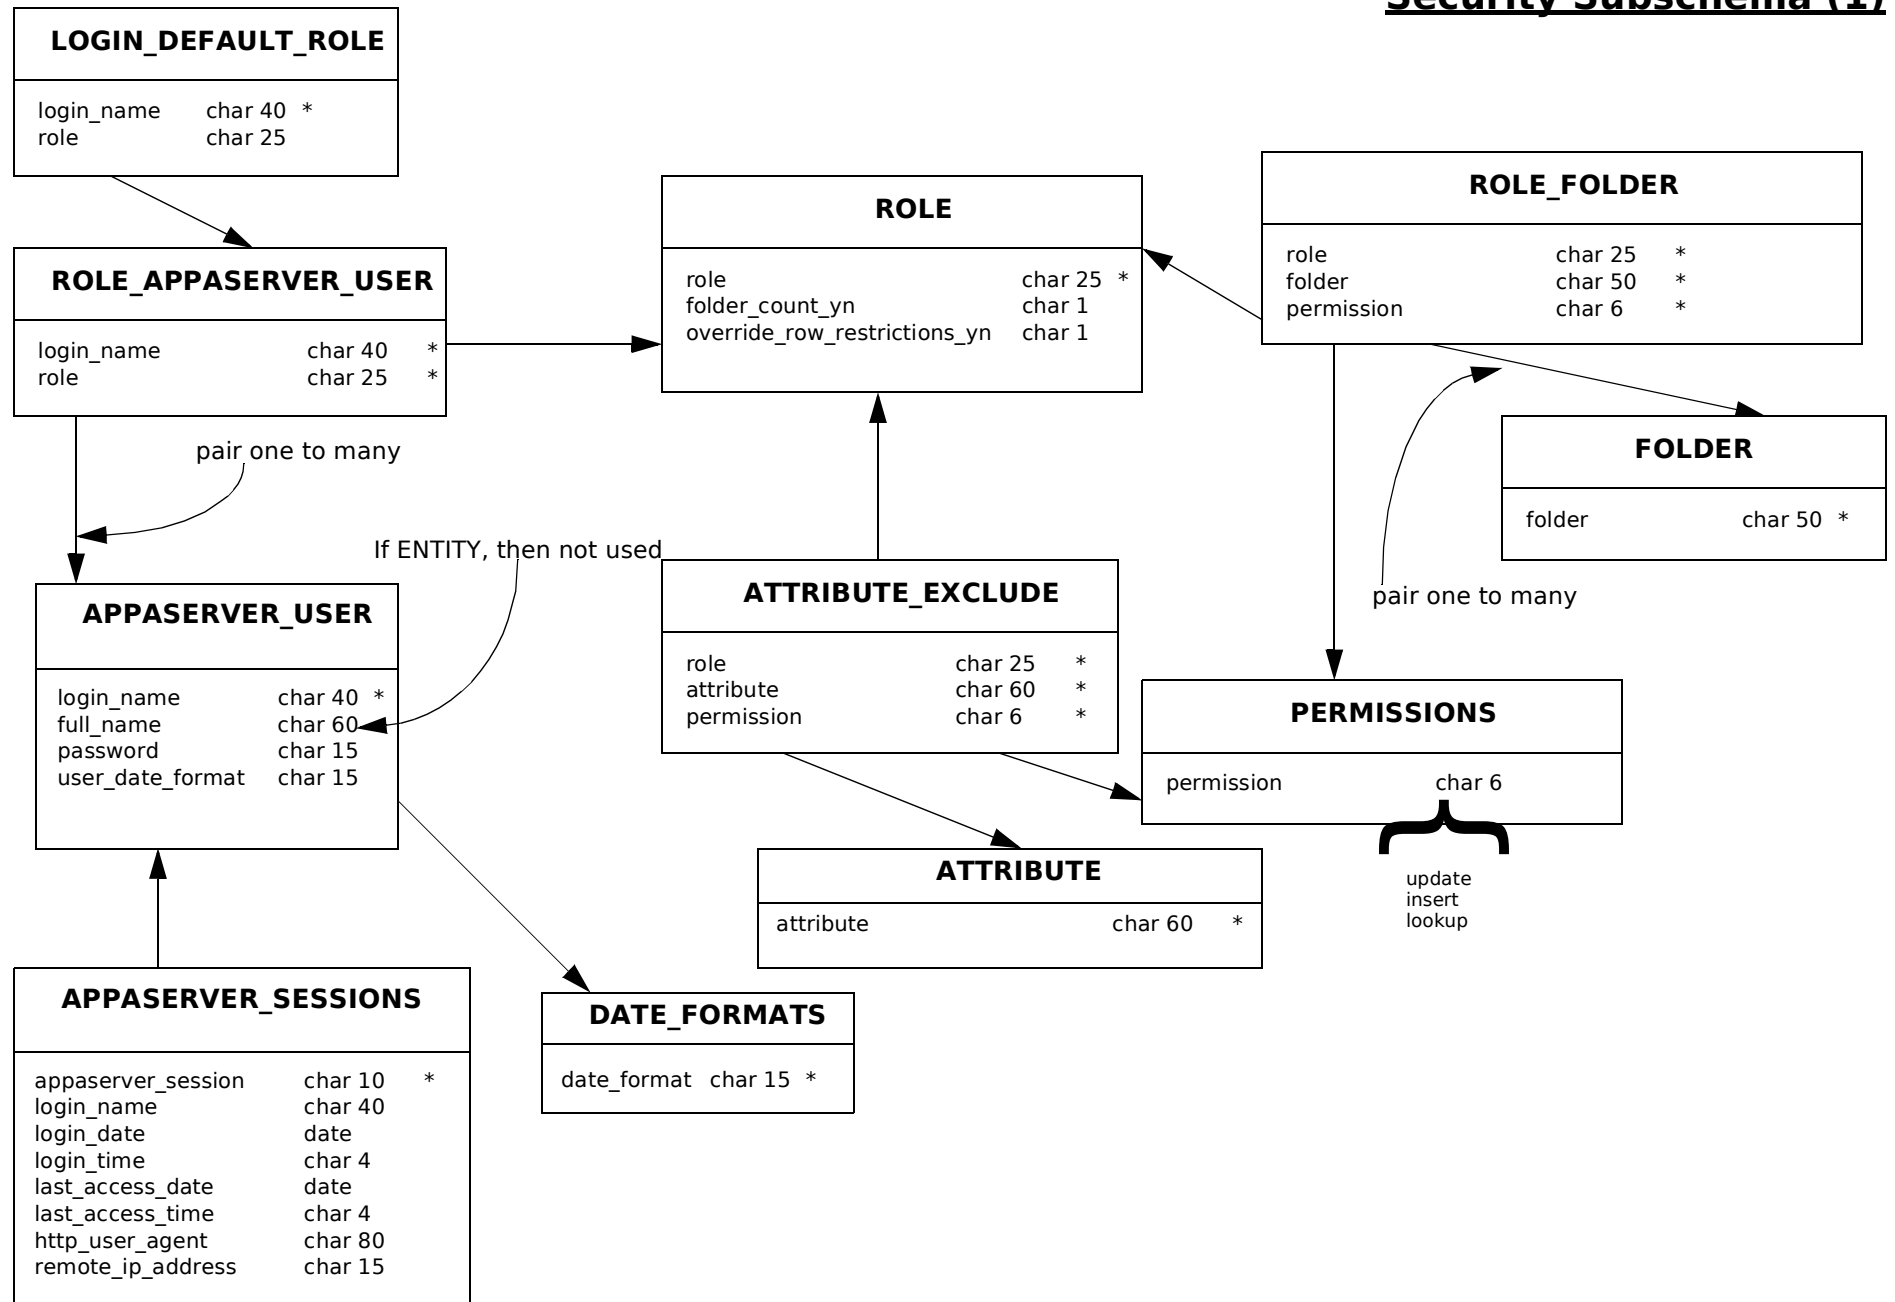 Security Subschema (1)
LOGIN_DEFAULT_ROLE
login_name char 40 *
role char 25
ROLE_APPASERVER_USER
login_name char 40 *
role char 25 *
pair one to many
ROLE
role char 25 *
folder_count_yn char 1
override_row_restrictions_yn char 1
ROLE_FOLDER
role char 25 *
folder char 50 *
permission char 6 *
FOLDER
folder char 50 *
pair one to many
If ENTITY, then not used
APPASERVER_USER
login_name char 40 *
full_name char 60
password char 15
user_date_format char 15
ATTRIBUTE_EXCLUDE
role char 25 *
attribute char 60 *
permission char 6 *
PERMISSIONS
permission char 6
update
insert
lookup
ATTRIBUTE
attribute char 60 *
APPASERVER_SESSIONS
appaserver_session char 10 *
login_name char 40
login_date date
login_time char 4
last_access_date date
last_access_time char 4
http_user_agent char 80
remote_ip_address char 15
DATE_FORMATS
date_format char 15 *